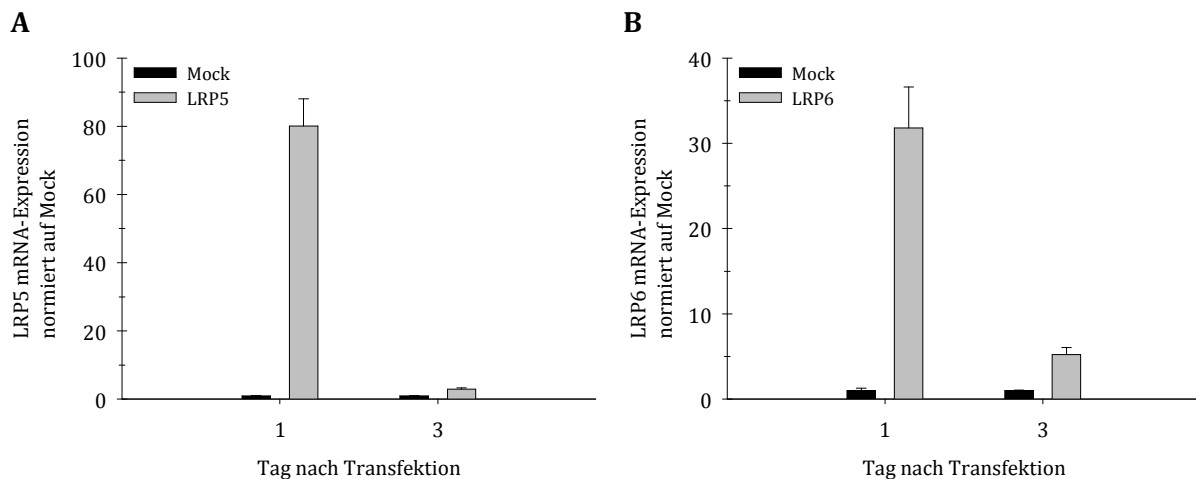 A
LRP5 mRNA-Expression
normiert auf Mock
100
80
60
40
20
0
Mock
LRP5
1
3
Tag nach Transfektion
B
LRP6 mRNA-Expression
normiert auf Mock
40
30
20
10
0
Mock
LRP6
1
3
Tag nach Transfektion